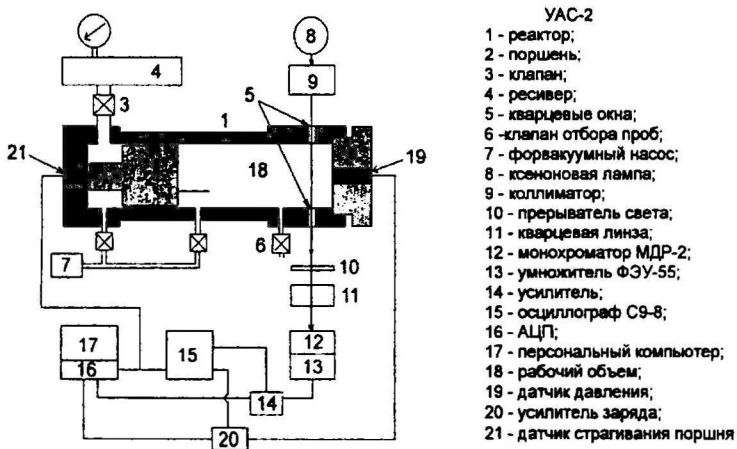 УАС-2
1 - реактор;
2 - поршень;
3 - клапан;
4 - ресивер;
5 - кварцевые окна;
6 -клапан отбора проб;
7 - форвакуумный насос;
8 - ксеноновая лампа;
9 - коллиматор;
10 - прерыватель света;
11 - кварцевая линза;
12 - монохроматор МДР-2;
13 - умножитель ФЭУ-55;
14 - усилитель;
15 - осциллограф С9-8;
16 - АЦП;
17 - персональный компьютер;
18 - рабочий объем;
19 - датчик давления;
20 - усилитель заряда;
21 - датчик страгивания поршня
8
4
9
3
5
1
21
18
19
6
7
10
11
17
15
12
16
13
14
20